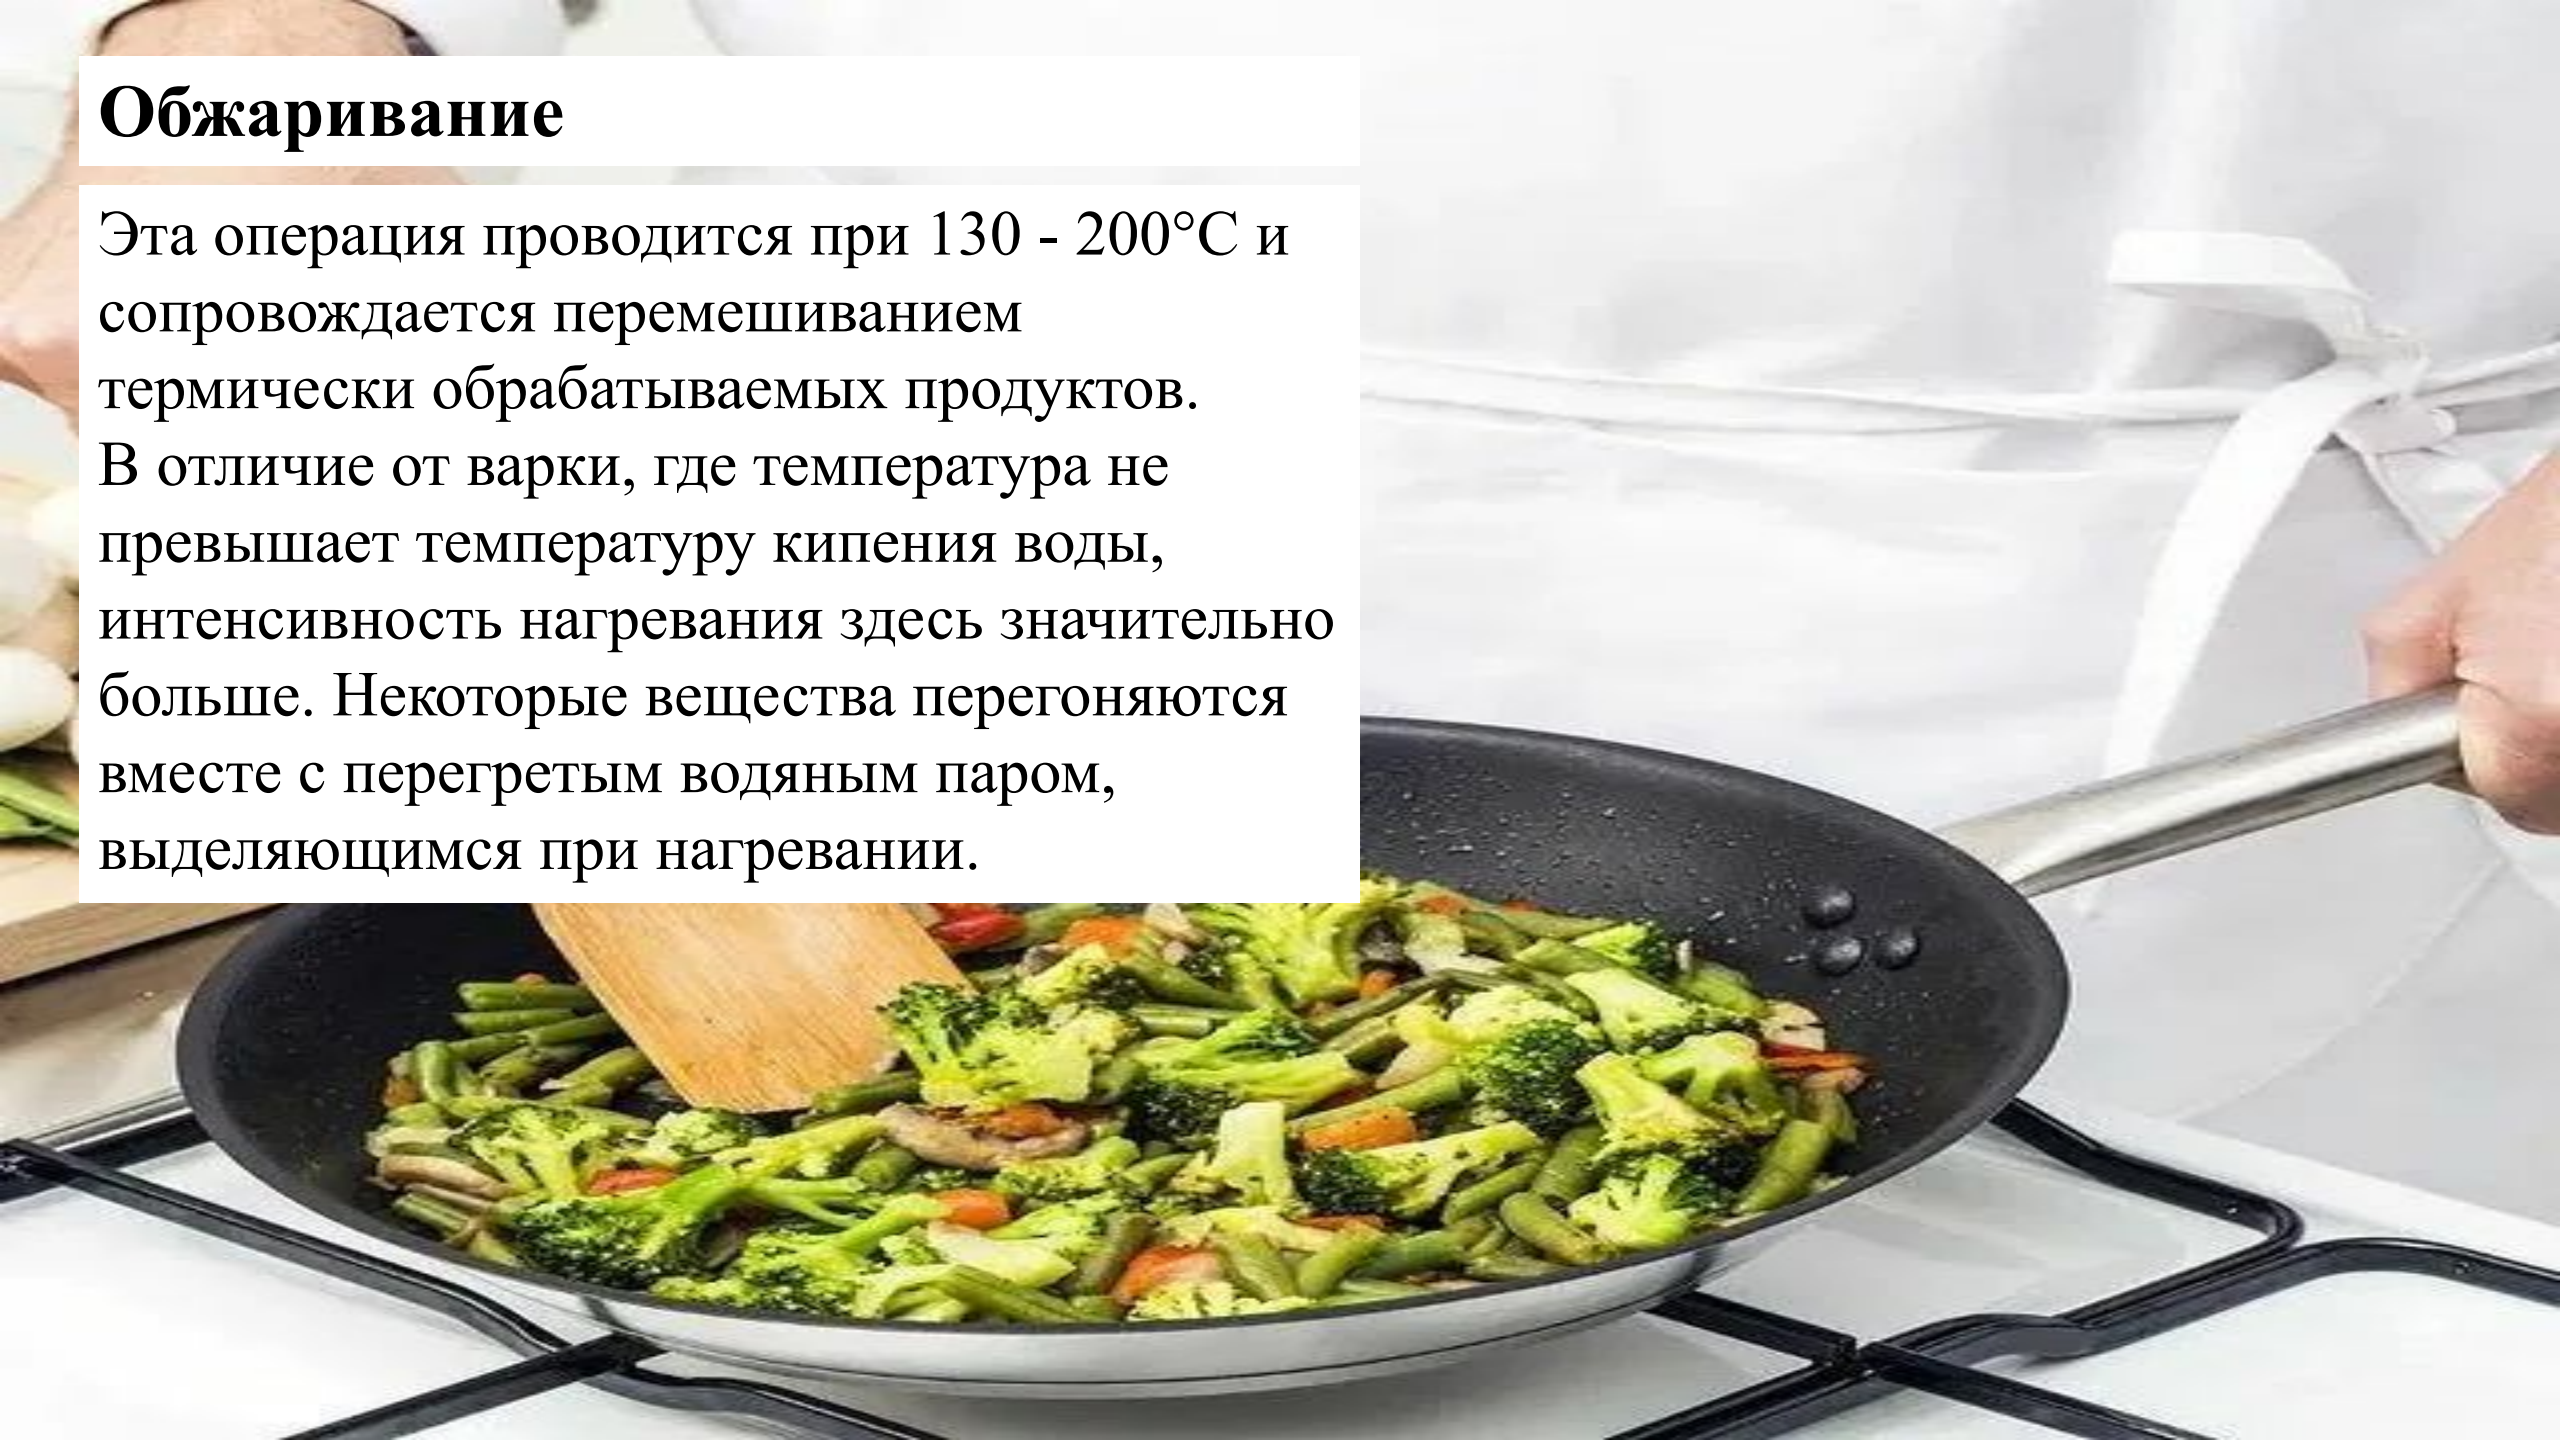 Обжаривание
Эта операция проводится при 130 - 200°С и
сопровождается перемешиванием
термически обрабатываемых продуктов.
В отличие от варки, где температура не
превышает температуру кипения воды,
интенсивность нагревания здесь значительно
больше. Некоторые вещества перегоняются
вместе с перегретым водяным паром,
выделяющимся при нагревании.